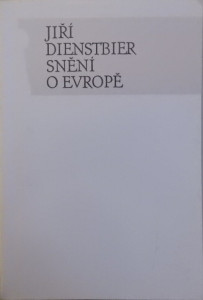 JIŘÍ
DIENSTBIER
SNĚNÍ
O EVROPĚ